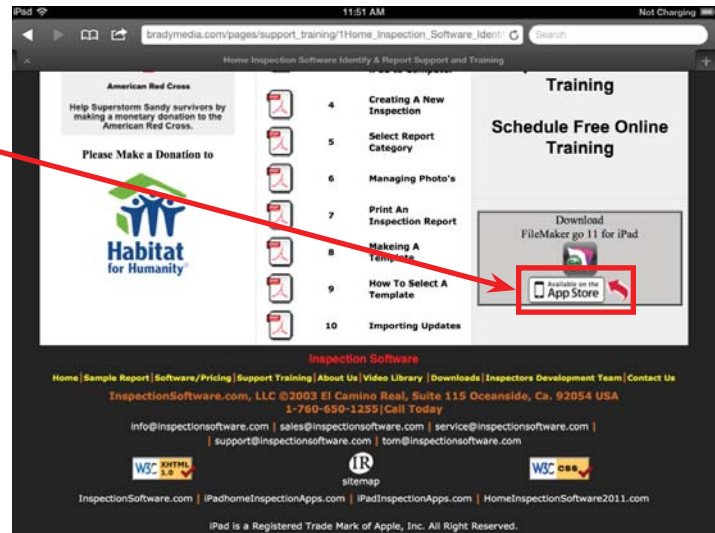 iPad
11:51 AM
Not Charging
bradymedia.com/pages/support_training/1Home_Inspection_Software_Identi
Search
Home Inspection Software Identify & Report Support and Training
American Red Cross
Help Superstorm Sandy survivors by
making a monetary donation to the
American Red Cross.
Please Make a Donation to
Habitat
for Humanity®
4 Creating A New
Inspection
5 Select Report
Category
6 Managing Photo's
7 Print An
Inspection Report
8 Makeing A
Template
9 How To Select A
Template
10 Importing Updates
Training
Schedule Free Online
Training
Download
FileMaker go 11 for iPad
Available on the
App Store
Inspection Software
Home|Sample Report|Software/Pricing|Support Training|About Us|Video Library |Downloads|Inspectors Development Team|Contact Us
InspectionSoftware.com, LLC ©2003 El Camino Real, Suite 115 Oceanside, Ca. 92054 USA
1-760-650-1255|Call Today
info@inspectionsoftware.com | sales@inspectionsoftware.com | service@inspectionsoftware.com |
| support@inspectionsoftware.com | tom@inspectionsoftware.com
W3C XHTML 1.0
IR
sitemap
W3C css
InspectionSoftware.com | iPadhomeInspectionApps.com | iPadInspectionApps.com | HomeInspectionSoftware2011.com
iPad is a Registered Trade Mark of Apple, Inc. All Right Reserved.